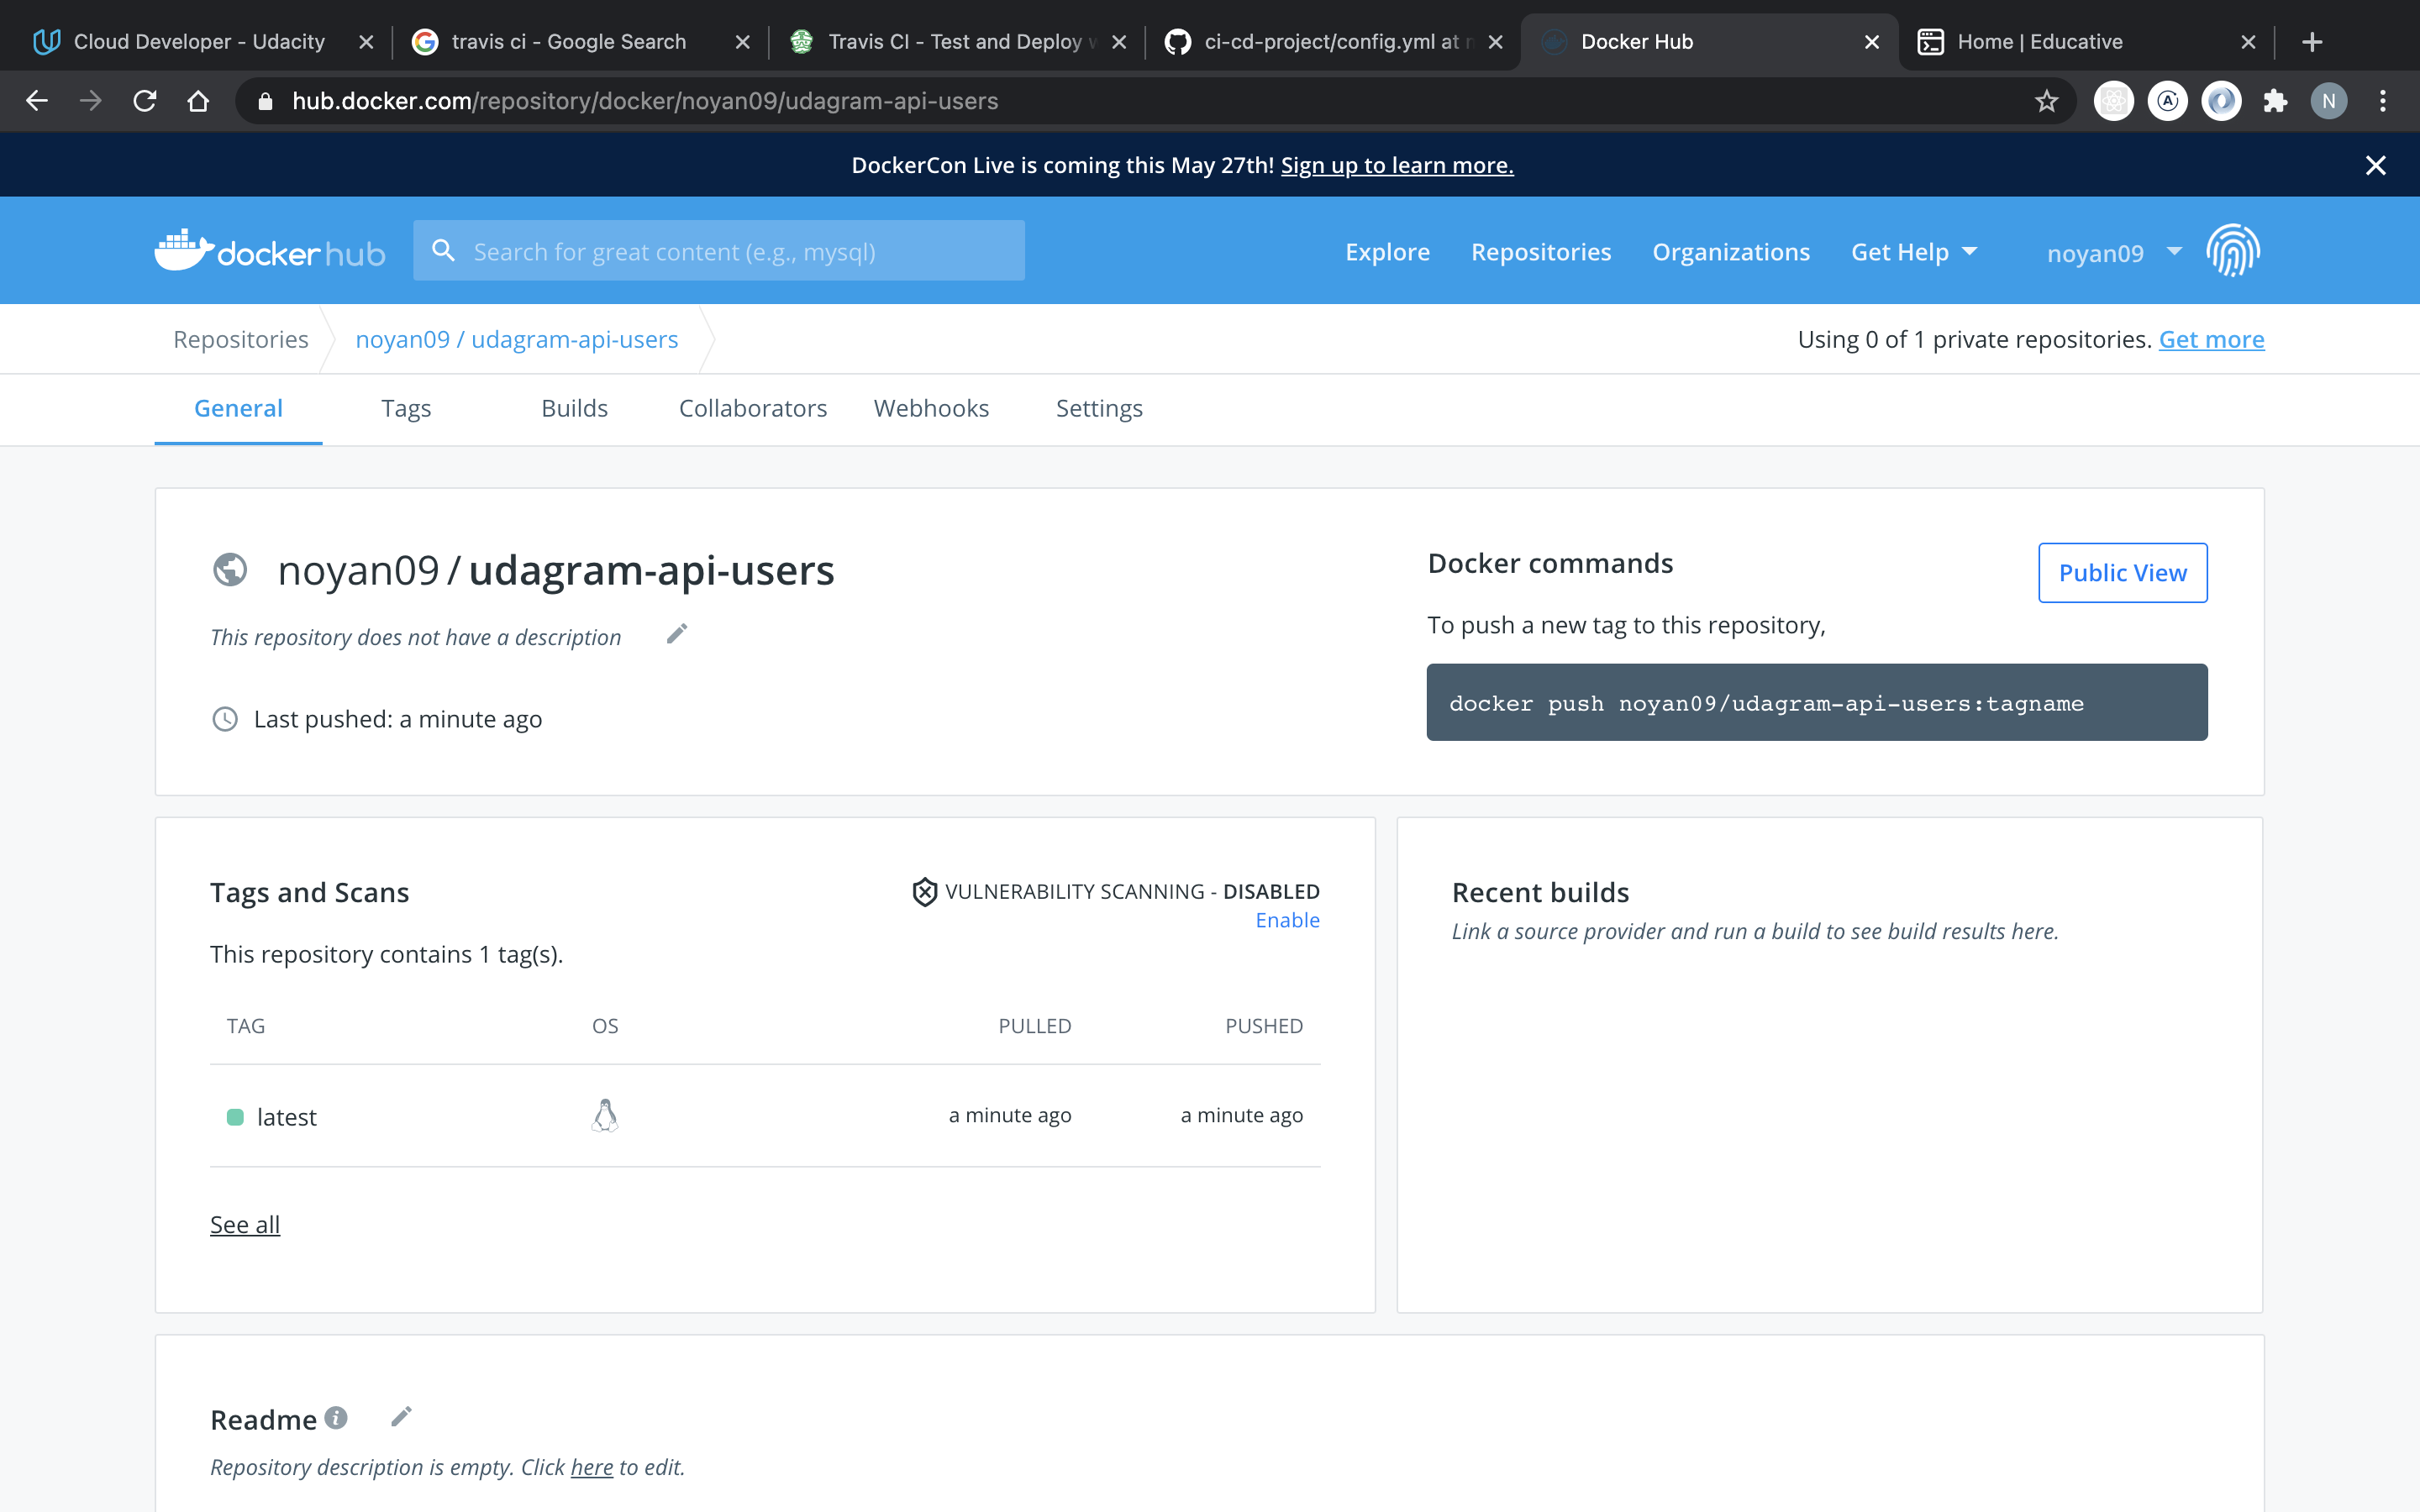 Cloud Developer - Udacity
travis ci - Google Search
Travis CI - Test and Deploy
ci-cd-project/config.yml at
Docker Hub
Home | Educative
hub.docker.com/repository/docker/noyan09/udagram-api-users
A
N
DockerCon Live is coming this May 27th! Sign up to learn more.
docker hub
Search for great content (e.g., mysql)
Explore
Repositories
Organizations
Get Help
noyan09
Repositories
noyan09 / udagram-api-users
Using 0 of 1 private repositories. Get more
General
Tags
Builds
Collaborators
Webhooks
Settings
noyan09 / udagram-api-users
This repository does not have a description
Last pushed: a minute ago
Docker commands
Public View
To push a new tag to this repository,
docker push noyan09/udagram-api-users:tagname
Tags and Scans
VULNERABILITY SCANNING - DISABLED
Enable
This repository contains 1 tag(s).
TAG
OS
PULLED
PUSHED
latest
a minute ago
a minute ago
See all
Recent builds
Link a source provider and run a build to see build results here.
Readme
Repository description is empty. Click here to edit.